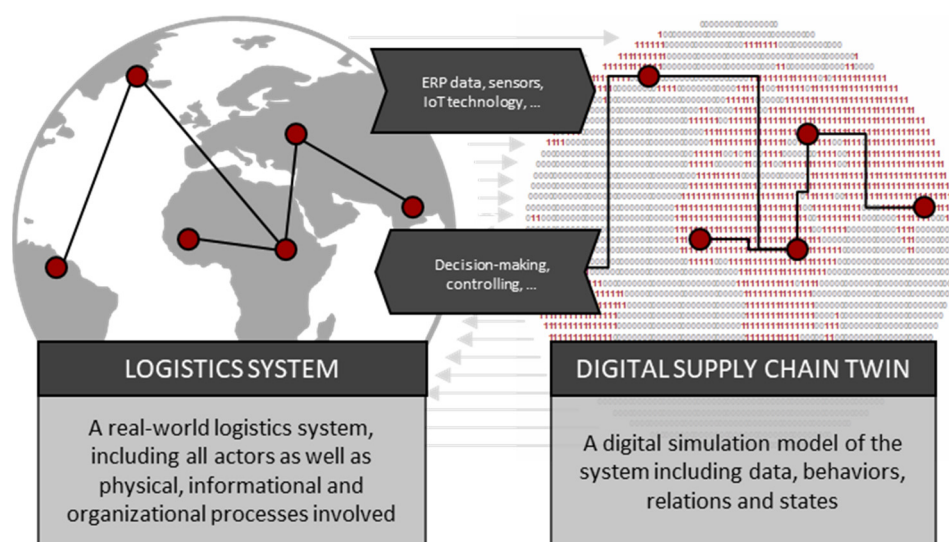 ERP data, sensors,
IoT technology, ...
Decision-making,
controlling, ...
LOGISTICS SYSTEM
A real-world logistics system,
including all actors as well as
physical, informational and
organizational processes involved
DIGITAL SUPPLY CHAIN TWIN
A digital simulation model of the
system including data, behaviors,
relations and states